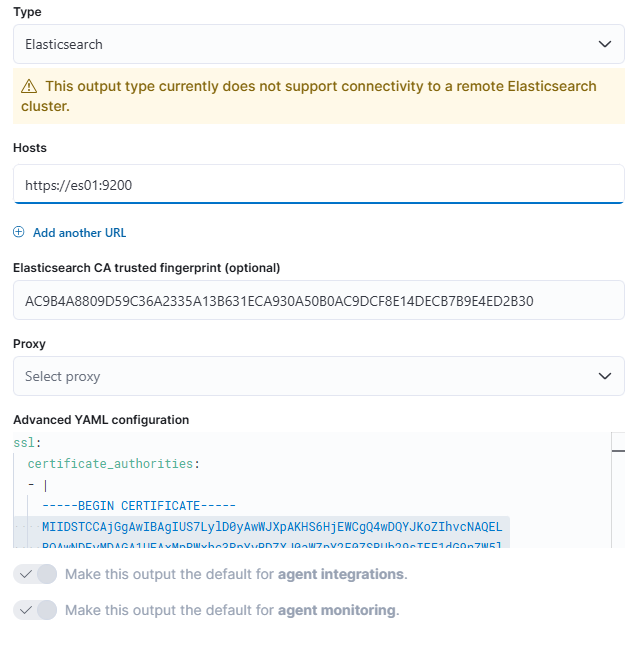 Type
Elasticsearch
This output type currently does not support connectivity to a remote Elasticsearch
cluster.
Hosts
https://es01:9200
Add another URL
Elasticsearch CA trusted fingerprint (optional)
AC9B4A8809D59C36A2335A13B631ECA930A50B0AC9DCF8E14DECB7B9E4ED2B30
Proxy
Select proxy
Advanced YAML configuration
ssl:
certificate_authorities:
- |
-----BEGIN CERTIFICATE-----
MIIDSTCCAjGgAwIBAgIUS7LylD0yAwWJXpAKHS6HjEWCgQ4wDQYJKoZIhvcNAQEL
Make this output the default for agent integrations.
Make this output the default for agent monitoring.